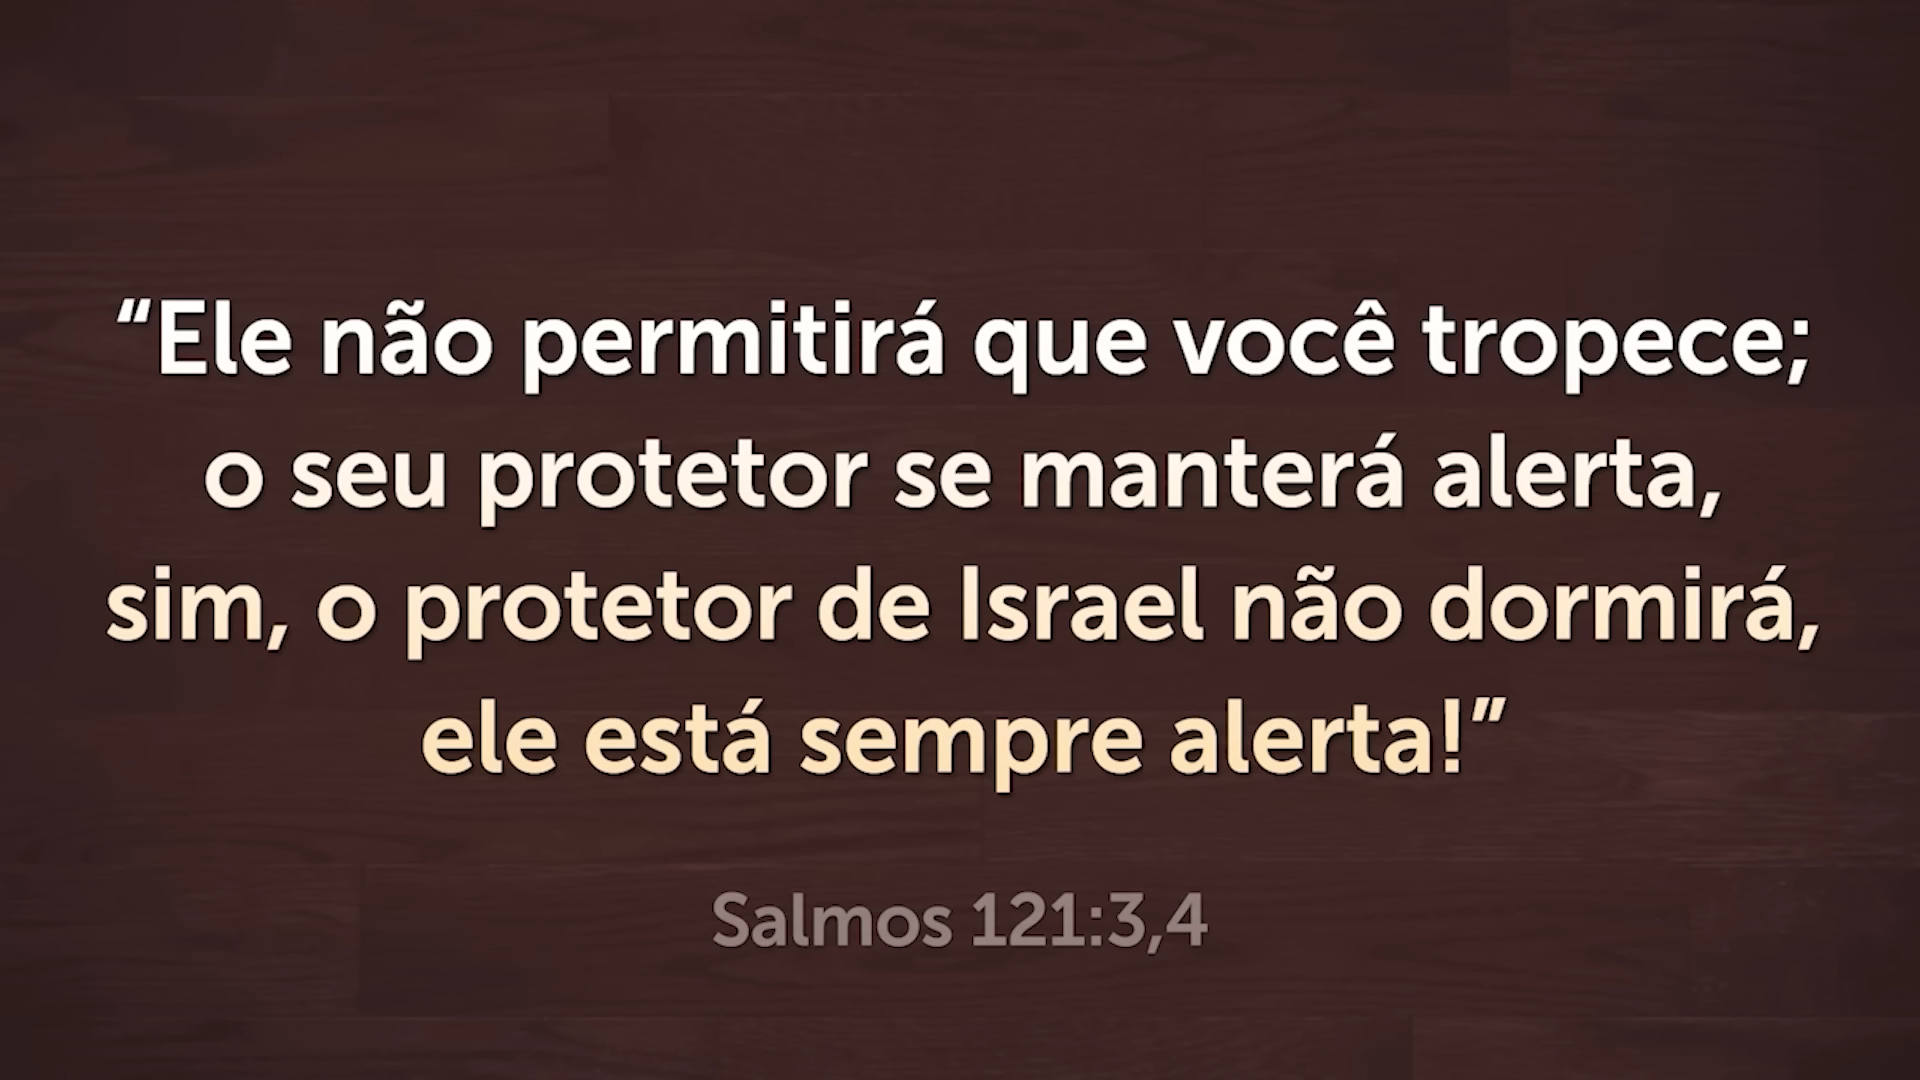 “Ele não permitirá que você tropece;
o seu protetor se manterá alerta,
sim, o protetor de Israel não dormirá,
ele está sempre alerta!”
Salmos 121:3,4